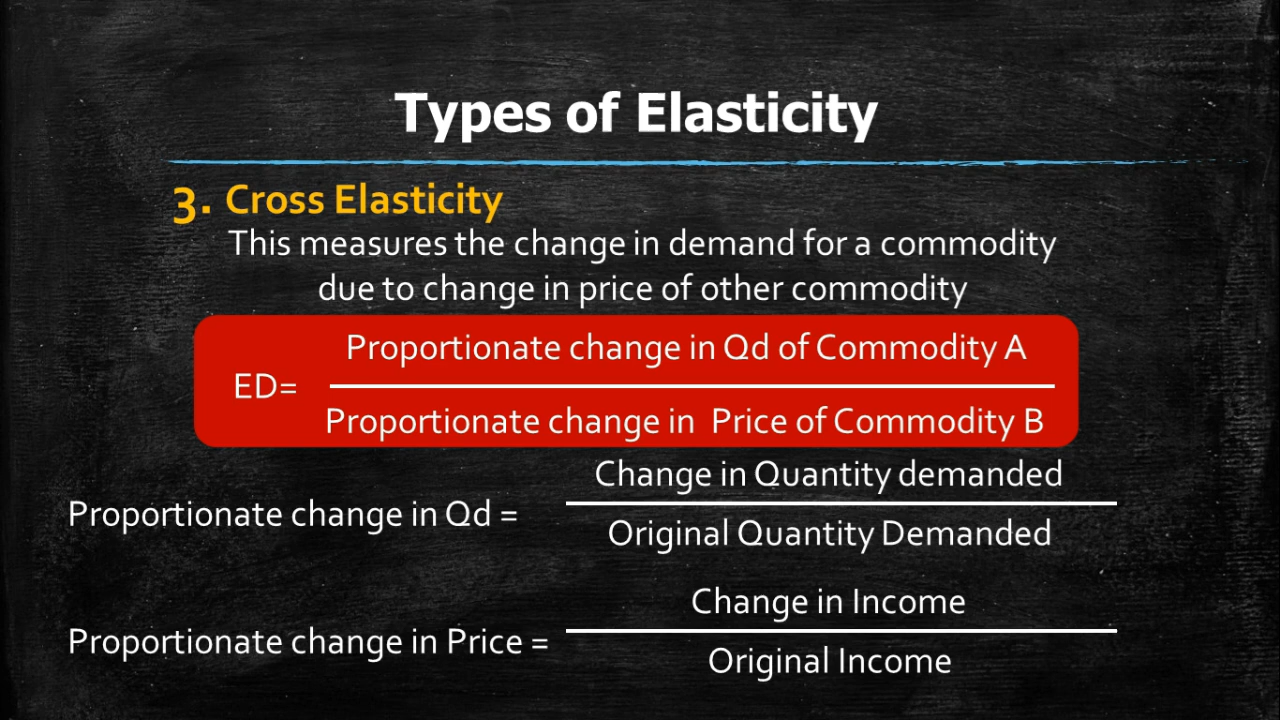 Types of Elasticity
3. Cross Elasticity
This measures the change in demand for a commodity
due to change in price of other commodity
Proportionate change in Qd of Commodity A
ED=
Proportionate change in Price of Commodity B
Change in Quantity demanded
Proportionate change in Qd =
Original Quantity Demanded
Change in Income
Proportionate change in Price =
Original Income